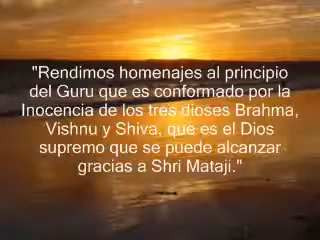 "Rendimos homenajes al principio
del Guru que es conformado por la
Inocencia de los tres dioses Brahma,
Vishnu y Shiva, que es el Dios
supremo que se puede alcanzar
gracias a Shri Mataji."